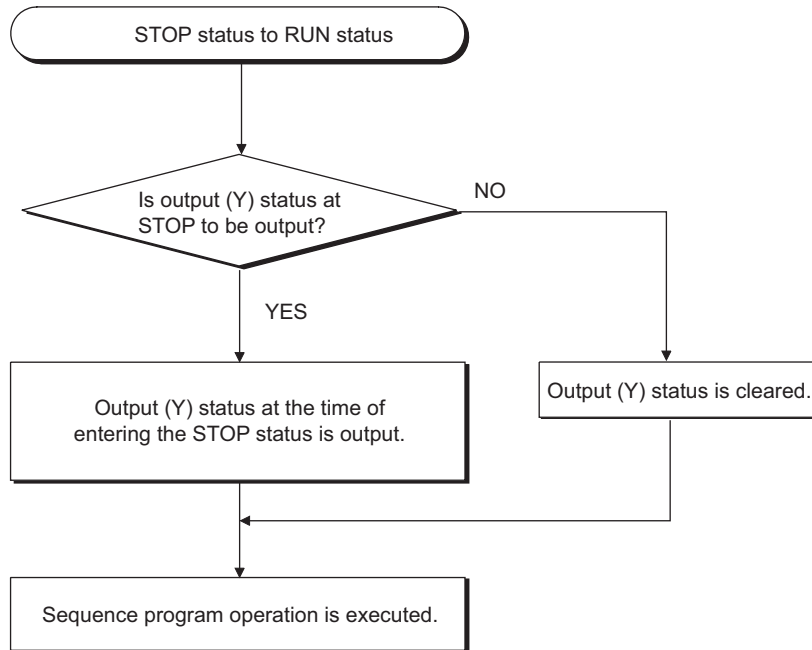 STOP status to RUN status
Is output (Y) status at
STOP to be output?
NO
YES
Output (Y) status at the time of
entering the STOP status is output.
Output (Y) status is cleared.
Sequence program operation is executed.